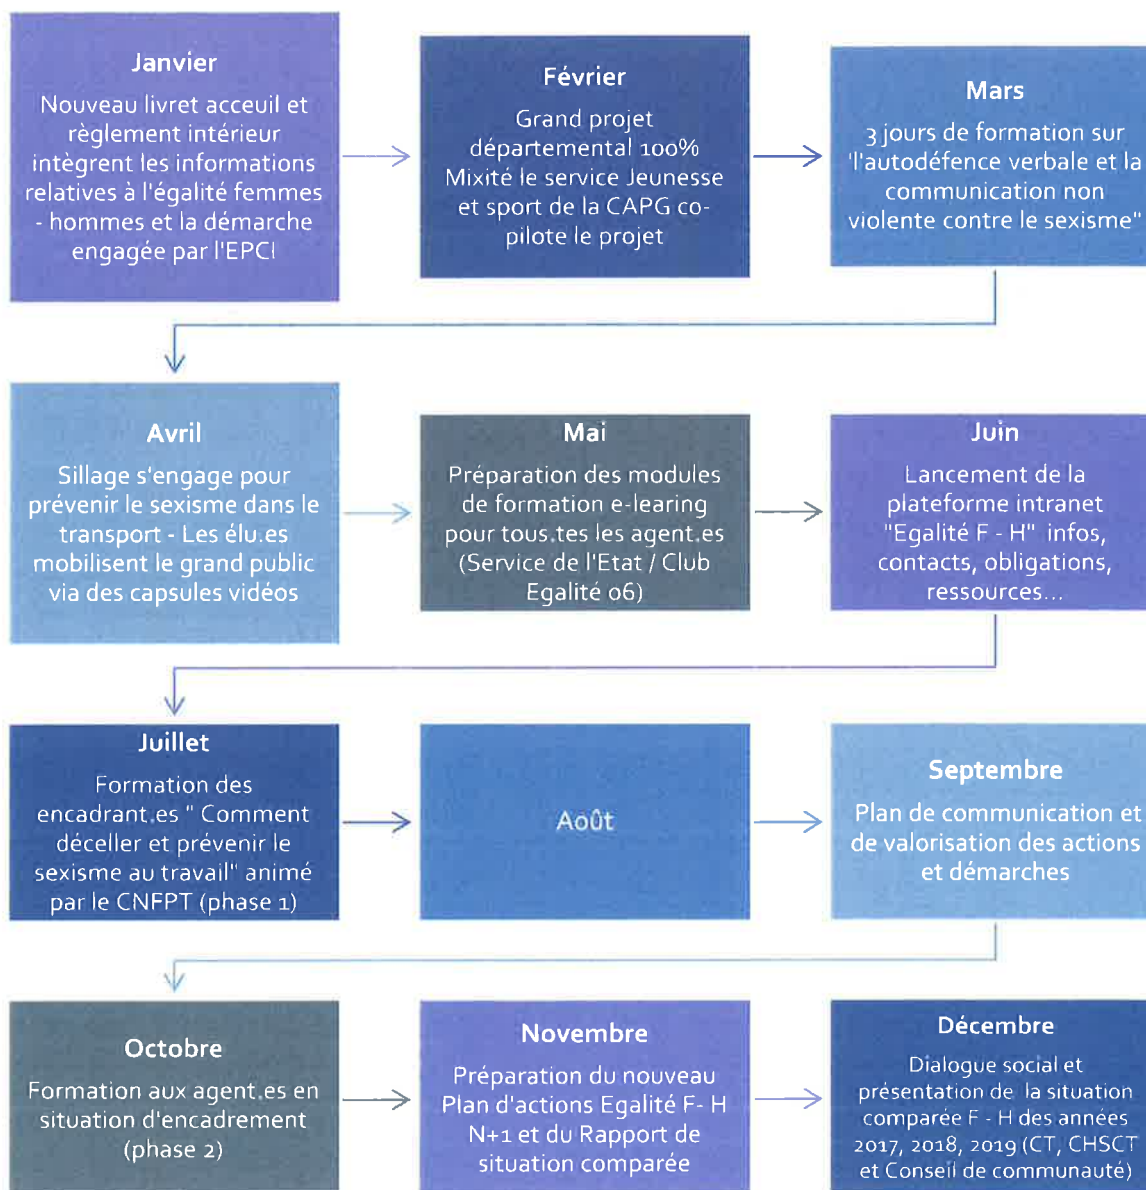 Janvier
Nouveau livret acceuil et
règlement intérieur
intègrent les informations
relatives à l'égalité femmes
- hommes et la démarche
engagée par l'EPCI
Février
Grand projet
départemental 100%
Mixité le service Jeunesse
et sport de la CAPG co-
pilote le projet
Mars
3 jours de formation sur
'l'autodéfence verbale et la
communication non
violente contre le sexisme"
Avril
Sillage s'engage pour
prévenir le sexisme dans le
transport - Les élu.es
mobilisent le grand public
via des capsules vidéos
Mai
Préparation des modules
de formation e-learing
pour tous.tes les agent.es
(Service de l'Etat / Club
Egalité 06)
Juin
Lancement de la
plateforme intranet
"Egalité F - H" infos,
contacts, obligations,
ressources...
Juillet
Formation des
encadrant.es " Comment
déceller et prévenir le
sexisme au travail" animé
par le CNFPT (phase 1)
Août
Septembre
Plan de communication et
de valorisation des actions
et démarches
Octobre
Formation aux agent.es en
situation d'encadrement
(phase 2)
Novembre
Préparation du nouveau
Plan d'actions Egalité F- H
N+1 et du Rapport de
situation comparée
Décembre
Dialogue social et
présentation de la situation
comparée F - H des années
2017, 2018, 2019 (CT, CHSCT
et Conseil de communauté)